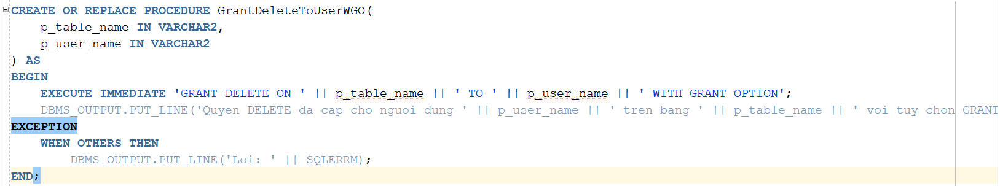 CREATE OR REPLACE PROCEDURE GrantDeleteToUserWGO(
    p_table_name IN VARCHAR2,
    p_user_name IN VARCHAR2
) AS
BEGIN
    EXECUTE IMMEDIATE 'GRANT DELETE ON ' || p_table_name || ' TO ' || p_user_name || ' WITH GRANT OPTION';
    DBMS_OUTPUT.PUT_LINE('Quyen DELETE da cap cho nguoi dung ' || p_user_name || ' tren bang ' || p_table_name || ' voi tuy chon GRANT
EXCEPTION
    WHEN OTHERS THEN
        DBMS_OUTPUT.PUT_LINE('Loi: ' || SQLERRM);
END;